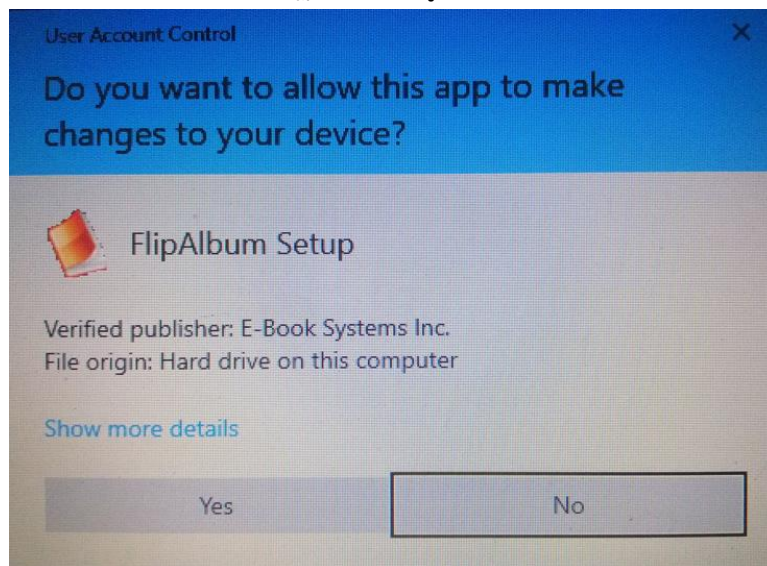 User Account Control
Do you want to allow this app to make
changes to your device?
FlipAlbum Setup
Verified publisher: E-Book Systems Inc.
File origin: Hard drive on this computer
Show more details
Yes
No